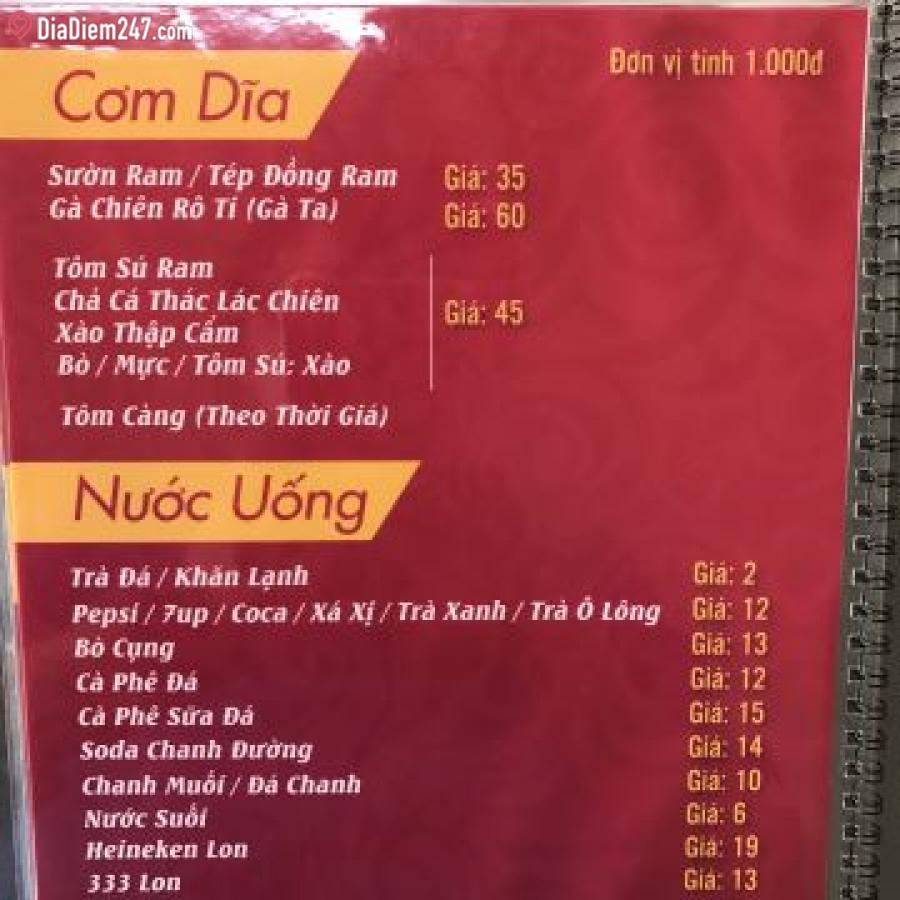 DiaDiem247.com
Đơn vị tính 1.000đ
Cơm Dĩa
Sườn Ram / Tép Đồng Ram Giá: 35
Gà Chiên Rô Ti (Gà Ta) Giá: 60
Tôm Sú Ram
Chả Cá Thác Lác Chiên
Giá: 45
Xào Thập Cẩm
Bò / Mực / Tôm Sú: Xào
Tôm Càng (Theo Thời Giá)
Nước Uống
Trà Đá / Khăn Lạnh Giá: 2
Pepsi / 7up / Coca / Xá Xị / Trà Xanh / Trà Ô Lông Giá: 12
Bò Cụng Giá: 13
Cà Phê Đá Giá: 12
Cà Phê Sữa Đá Giá: 15
Soda Chanh Đường Giá: 14
Chanh Muối / Đá Chanh Giá: 10
Nước Suối Giá: 6
Heineken Lon Giá: 19
333 Lon Giá: 13